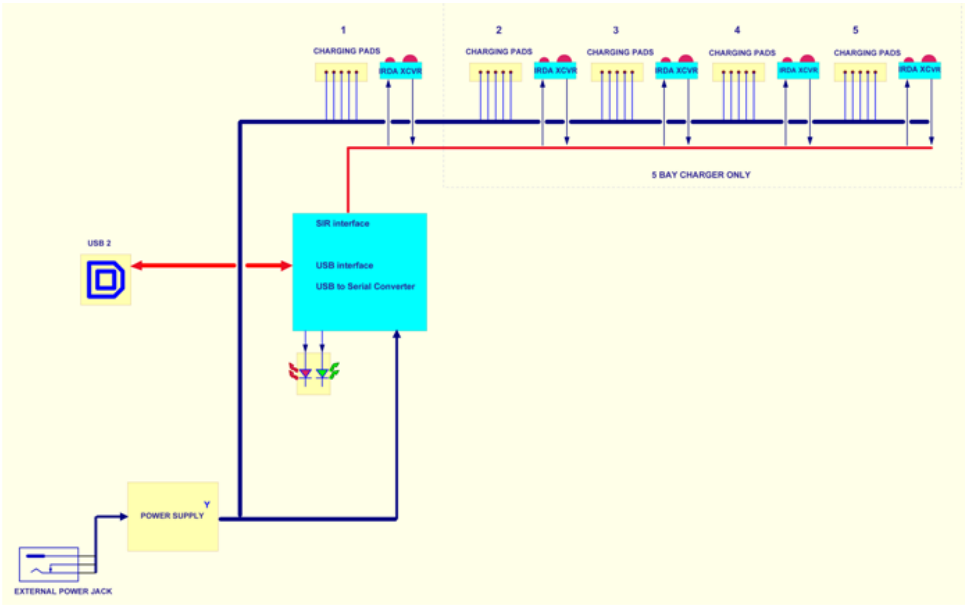 1
2
3
4
5
CHARGING PADS
CHARGING PADS
CHARGING PADS
CHARGING PADS
CHARGING PADS
IRDA XCVR
IRDA XCVR
IRDA XCVR
IRDA XCVR
IRDA XCVR
5 BAY CHARGER ONLY
SIR interface
USB 2
USB interface
USB to Serial Converter
Y
POWER SUPPLY
EXTERNAL POWER JACK